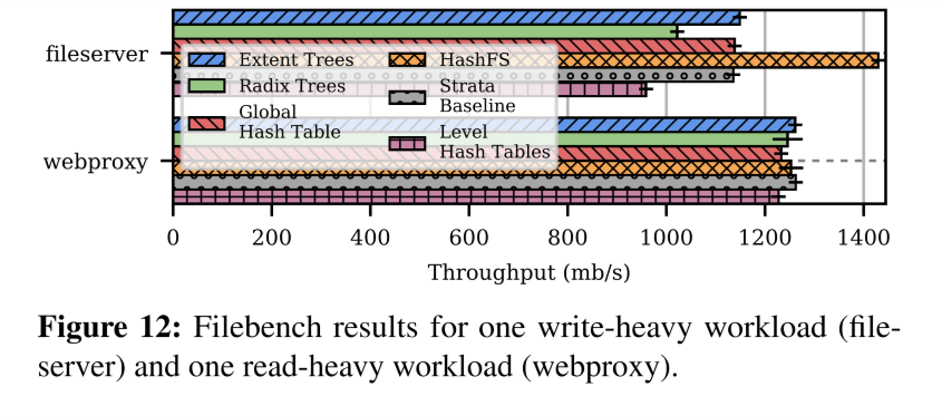 fileserver
webproxy
Extent Trees
Radix Trees
Global
Hash Table
HashFS
Strata
Baseline
Level
Hash Tables
0 200 400 600 800 1000 1200 1400
Throughput (mb/s)
Figure 12: Filebench results for one write-heavy workload (file-
server) and one read-heavy workload (webproxy).